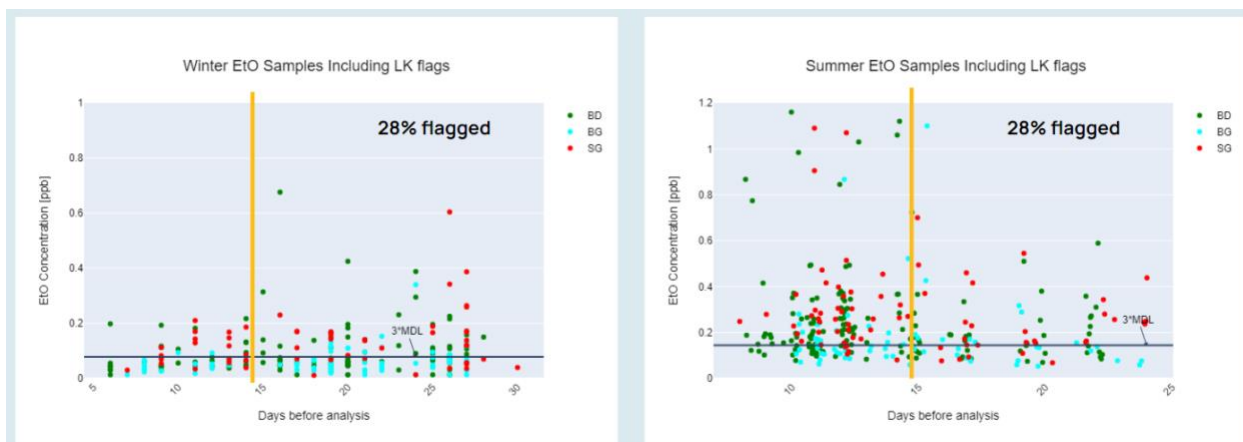 Winter EtO Samples Including LK flags
28% flagged
BD
BG
SG
EtO Concentration [ppb]
1
0.8
0.6
0.4
0.2
0
3*MDL
5
10
15
20
25
30
Days before analysis
Summer EtO Samples Including LK flags
28% flagged
BD
BG
SG
EtO Concentration [ppb]
1.2
1
0.8
0.6
0.4
0.2
0
3*MDL
10
15
20
25
Days before analysis